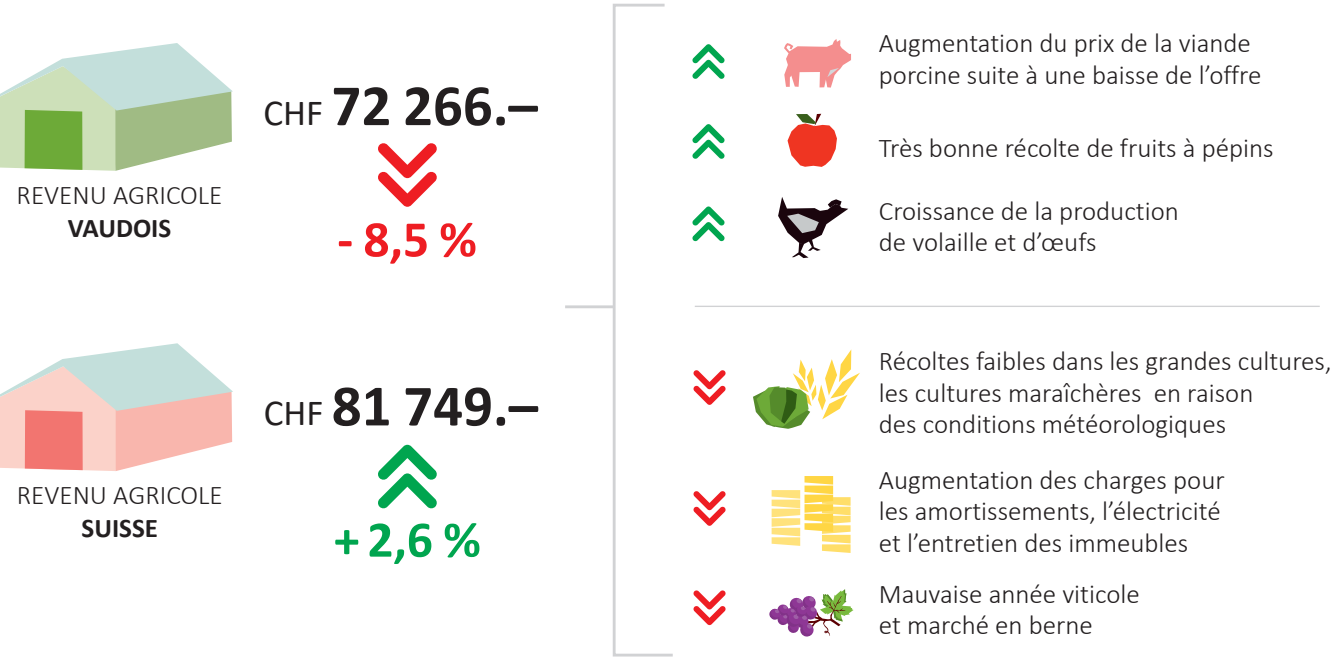 REVENU AGRICOLE
VAUDOIS
CHF 72 266.–
- 8,5 %
REVENU AGRICOLE
SUISSE
CHF 81 749.–
+ 2,6 %
Augmentation du prix de la viande
porcine suite à une baisse de l’offre
Très bonne récolte de fruits à pépins
Croissance de la production
de volaille et d’œufs
Récoltes faibles dans les grandes cultures,
les cultures maraîchères en raison
des conditions météorologiques
Augmentation des charges pour
les amortissements, l’électricité
et l’entretien des immeubles
Mauvaise année viticole
et marché en berne